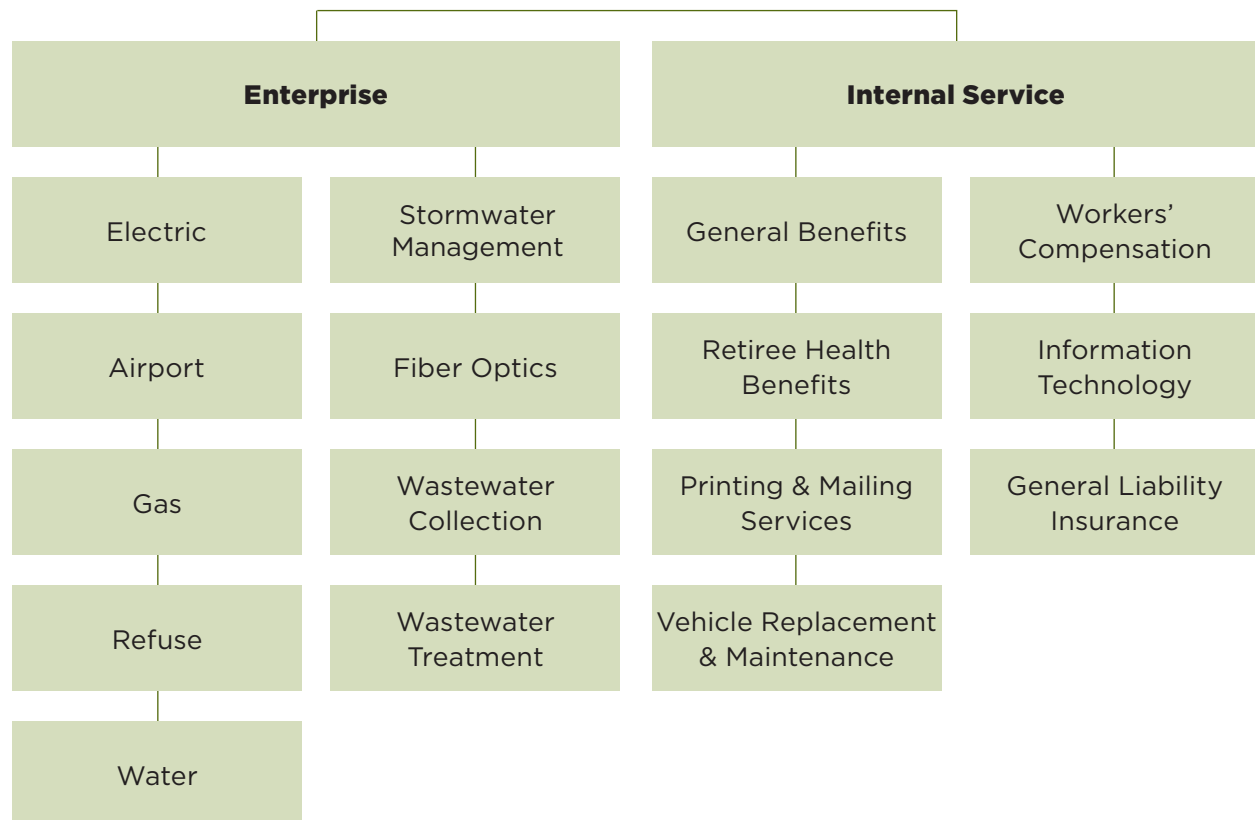 Enterprise
Internal Service
Electric
Stormwater
Management
General Benefits
Workers’
Compensation
Airport
Fiber Optics
Retiree Health
Benefits
Information
Technology
Gas
Wastewater
Collection
Printing & Mailing
Services
General Liability
Insurance
Refuse
Wastewater
Treatment
Vehicle Replacement
& Maintenance
Water